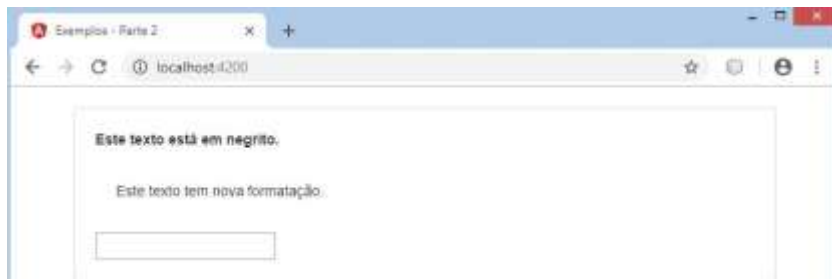 Exemplos - Parte 2
localhost:4200
Este texto está em negrito.
Este texto tem nova formatação.